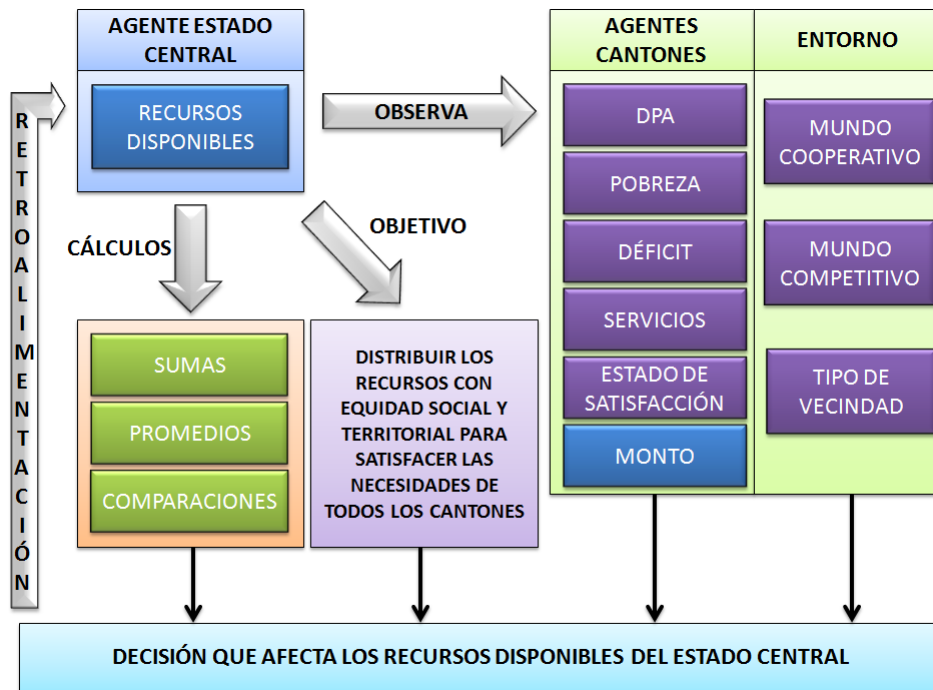 AGENTE ESTADO
CENTRAL
RECURSOS
DISPONIBLES
OBSERVA
AGENTES
CANTONES
ENTORNO
DPA
POBREZA
DÉFICIT
SERVICIOS
ESTADO DE
SATISFACCIÓN
MONTO
MUNDO
COOPERATIVO
MUNDO
COMPETITIVO
TIPO DE
VECINDAD
RETROALIMENTACIÓN
CÁLCULOS
OBJETIVO
SUMAS
PROMEDIOS
COMPARACIONES
DISTRIBUIR LOS
RECURSOS CON
EQUIDAD SOCIAL Y
TERRITORIAL PARA
SATISFACER LAS
NECESIDADES DE
TODOS LOS CANTONES
DECISIÓN QUE AFECTA LOS RECURSOS DISPONIBLES DEL ESTADO CENTRAL